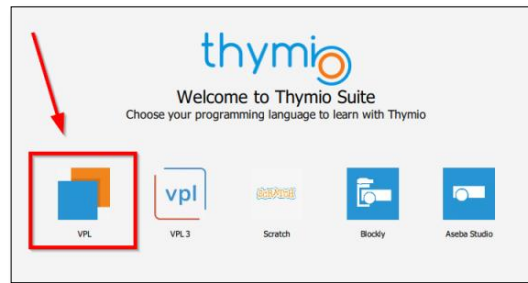 thymio
Welcome to Thymio Suite
Choose your programming language to learn with Thymio
vpl
SCRATCH
VPL
VPL 3
Scratch
Blockly
Aseba Studio